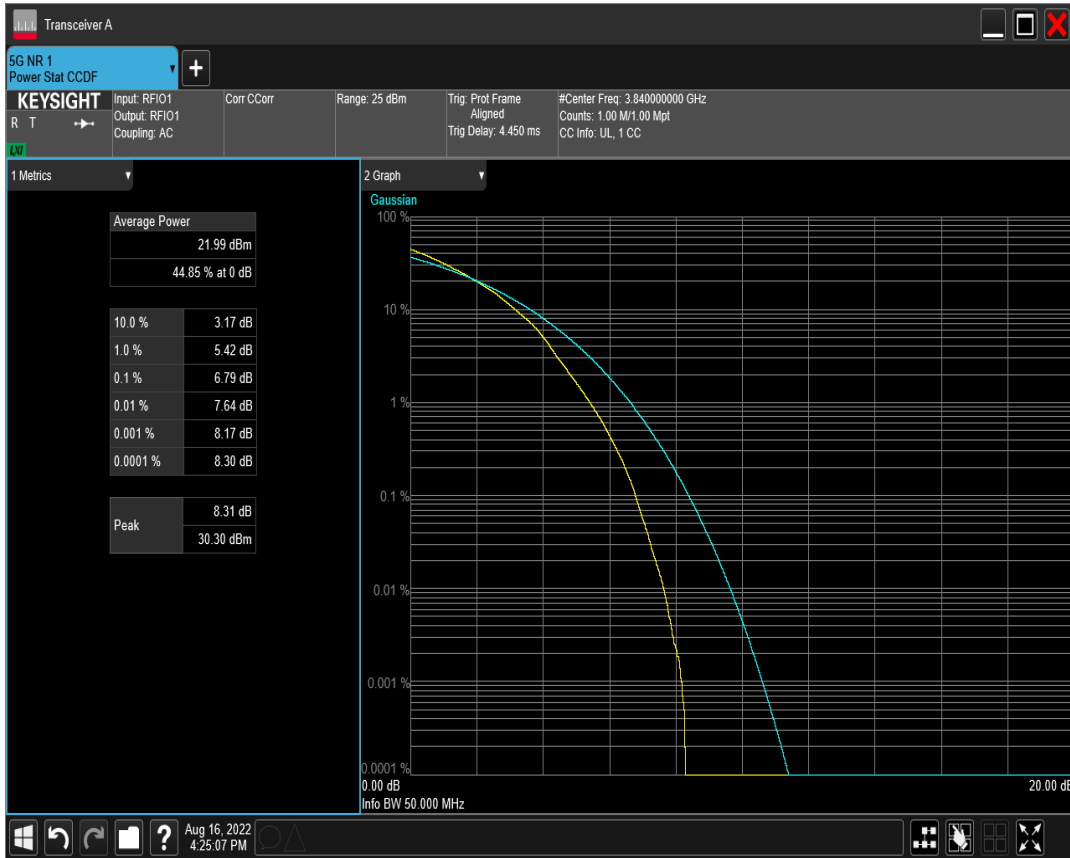 Transceiver A
5G NR 1
Power Stat CCDF
+
KEYSIGHT
R T
LXI
Input: RFIO1
Output: RFIO1
Coupling: AC
Corr CCorr
Range: 25 dBm
Trig: Prot Frame
Aligned
Trig Delay: 4.450 ms
#Center Freq: 3.840000000 GHz
Counts: 1.00 M/1.00 Mpt
CC Info: UL, 1 CC
1 Metrics
Average Power
21.99 dBm
44.85 % at 0 dB
10.0 % 3.17 dB
1.0 % 5.42 dB
0.1 % 6.79 dB
0.01 % 7.64 dB
0.001 % 8.17 dB
0.0001 % 8.30 dB
Peak 8.31 dB
30.30 dBm
2 Graph
Gaussian
100 %
10 %
1 %
0.1 %
0.01 %
0.001 %
0.0001 %
0.00 dB 20.00 dB
Info BW 50.000 MHz
? Aug 16, 2022
4:25:07 PM